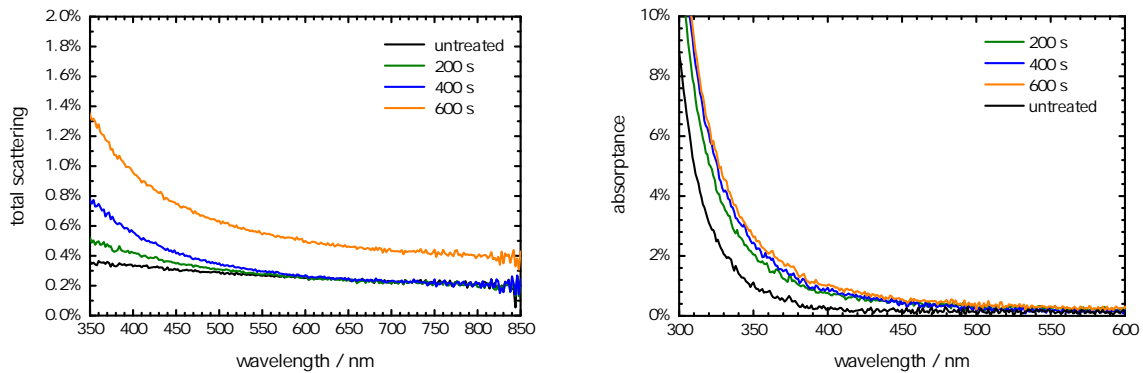 2.0%
1.8%
1.6%
1.4%
1.2%
1.0%
0.8%
0.6%
0.4%
0.2%
0.0%
total scattering
untreated
200 s
400 s
600 s
350 400 450 500 550 600 650 700 750 800 850
wavelength / nm
10%
8%
6%
4%
2%
0%
absorptance
200 s
400 s
600 s
untreated
300 350 400 450 500 550 600
wavelength / nm